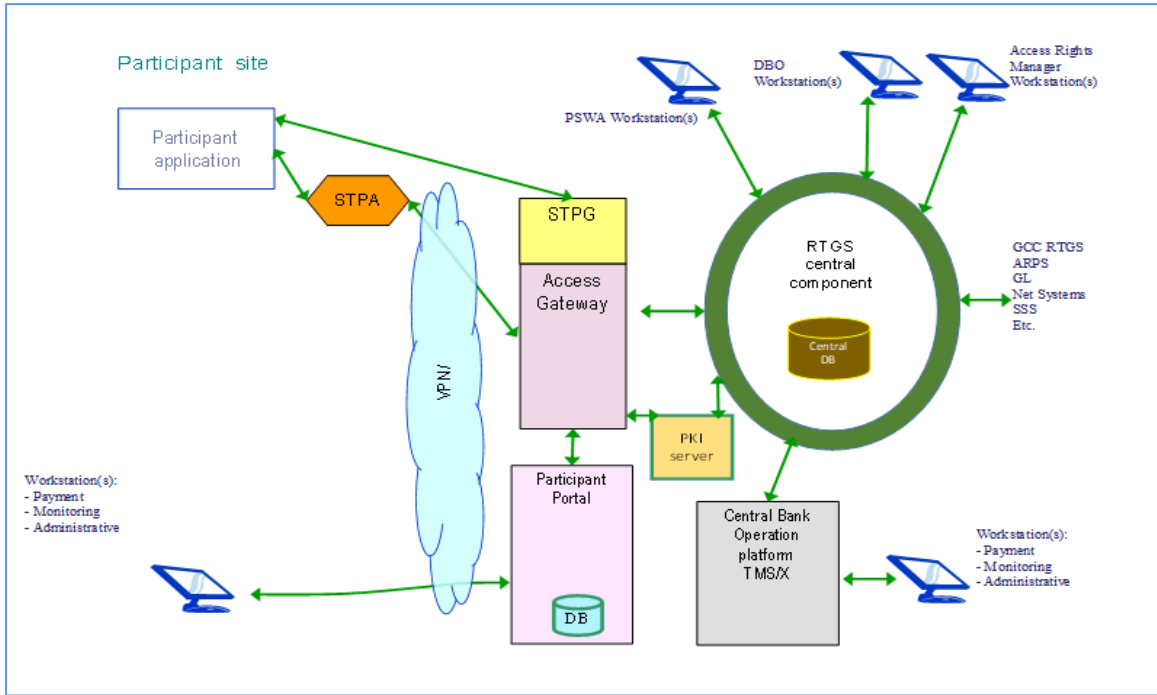 Participant site
Participant
application
STPA
VPN/
STPG
Access
Gateway
PSWA Workstation(s)
DBO
Workstation(s)
Access Rights
Manager
Workstation(s)
RTGS
central
component
Central
DB
GCC RTGS
ARPS
GL
Net Systems
SSS
Etc.
PKI
server
Workstation(s):
- Payment
- Monitoring
- Administrative
Participant
Portal
DB
Central Bank
Operation
platform
TMS/X
Workstation(s):
- Payment
- Monitoring
- Administrative